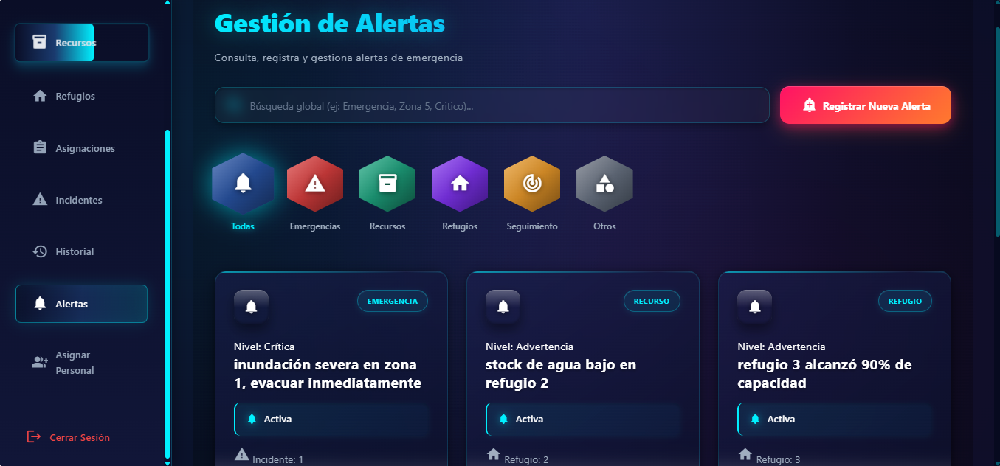 Recursos
Refugios
Asignaciones
Incidentes
Historial
Alertas
Asignar
Personal
Cerrar Sesión
Gestión de Alertas
Consulta, registra y gestiona alertas de emergencia
Búsqueda global (ej: Emergencia, Zona 5, Critico)...
Registrar Nueva Alerta
Todas
Emergencias
Recursos
Refugios
Seguimiento
Otros
EMERGENCIA
Nivel: Crítica
inundación severa en zona
1, evacuar inmediatamente
Activa
Incidente: 1
RECURSO
Nivel: Advertencia
stock de agua bajo en
refugio 2
Activa
Refugio: 2
REFUGIO
Nivel: Advertencia
refugio 3 alcanzó 90% de
capacidad
Activa
Refugio: 3